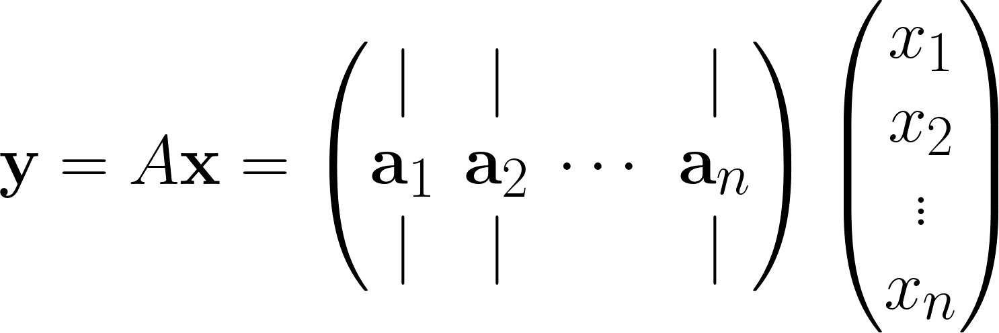 𝐲 = A𝐱 = ( | | | ) ( x₁
𝐚₁ 𝐚₂ ⋯ 𝐚ₙ x₂
⋮
| | | xₙ )